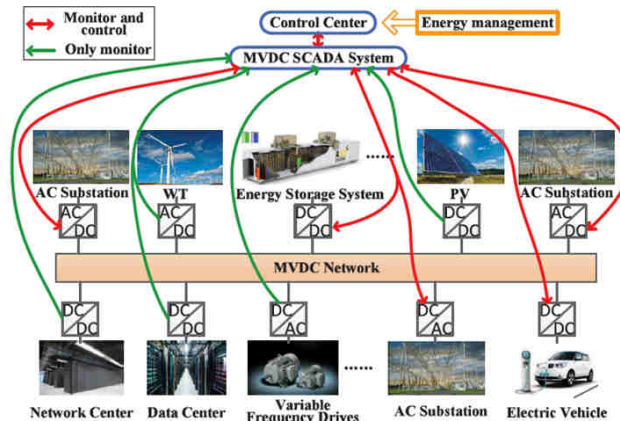 Monitor and
control
Only monitor
Control Center
Energy management
MVDC SCADA System
AC Substation
WT
Energy Storage System
......
PV
AC Substation
AC
DC
AC
DC
DC
DC
DC
DC
AC
DC
MVDC Network
DC
DC
DC
DC
DC
AC
DC
AC
DC
DC
Network Center
Data Center
Variable
Frequency Drives
......
AC Substation
Electric Vehicle